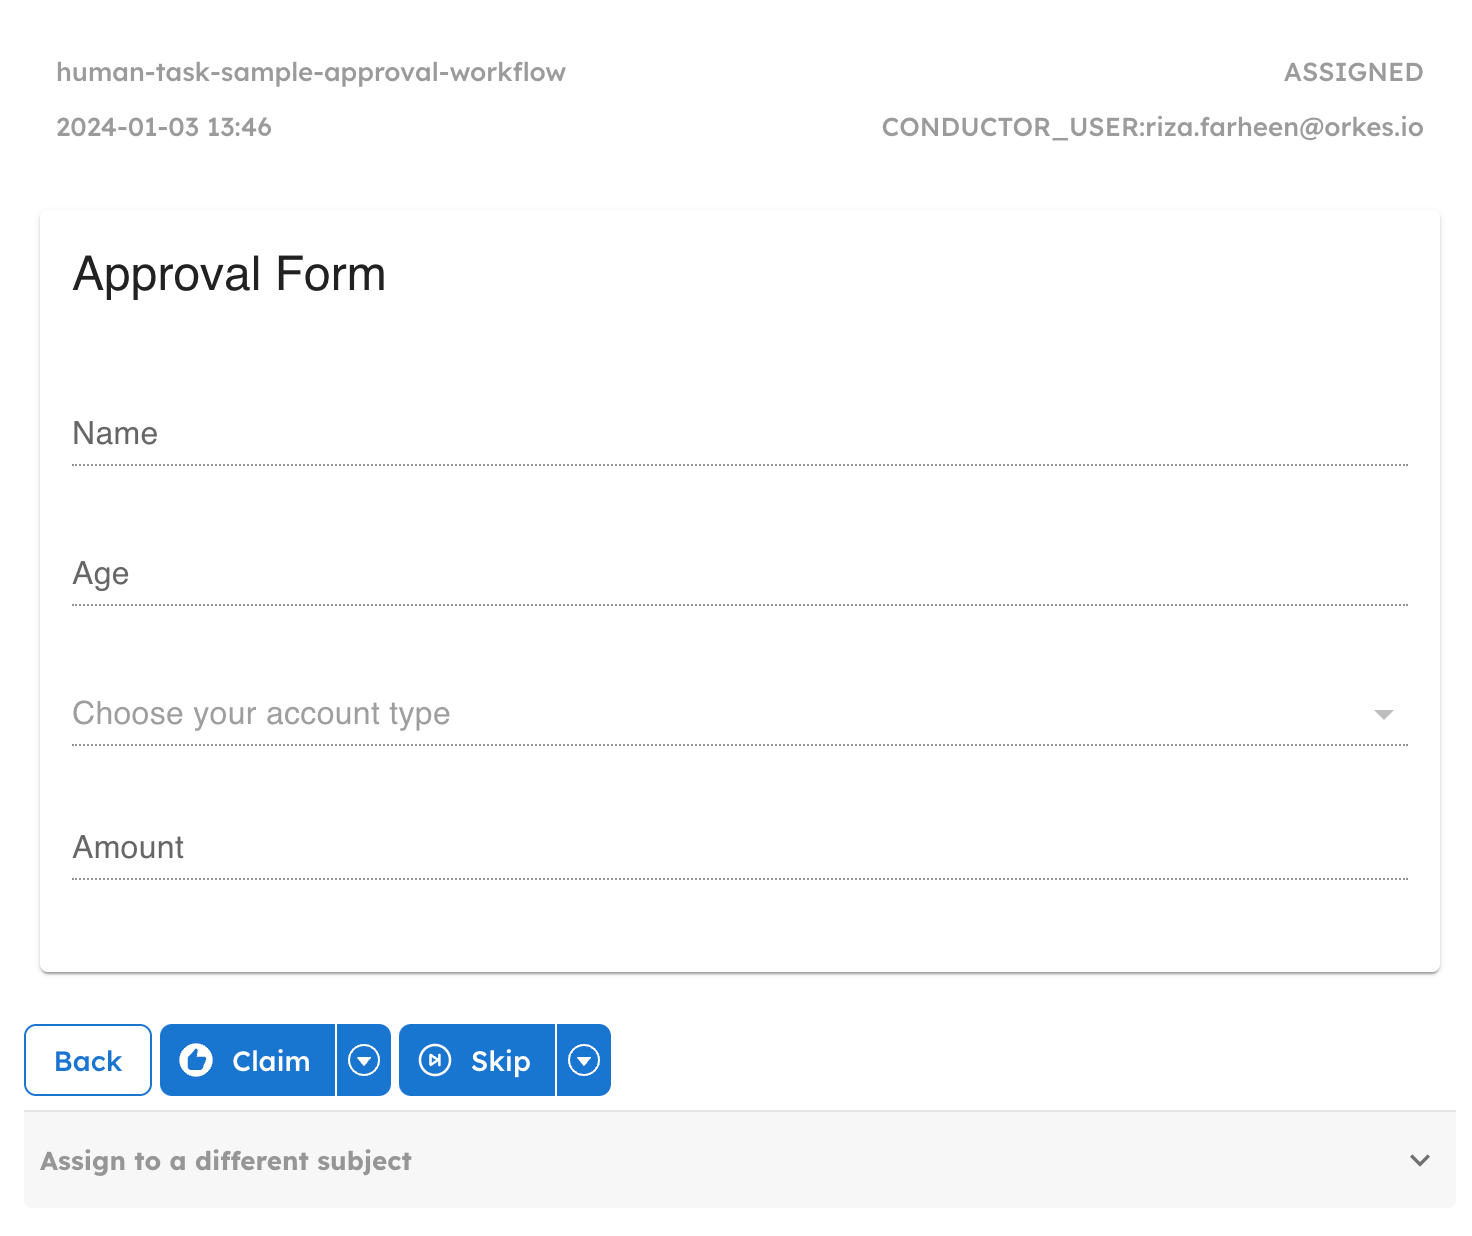 human-task-sample-approval-workflow
ASSIGNED
2024-01-03 13:46
CONDUCTOR_USER:riza.farheen@orkes.io
Approval Form
Name
Age
Choose your account type
Amount
Back
Claim
Skip
Assign to a different subject